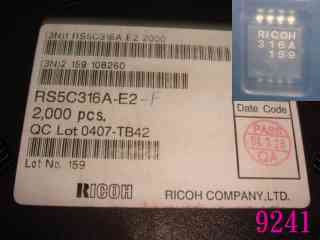 (3N)1 RS5C316A-E2 2000
(3N)2 159 108260
RS5C316A-E2-F
2,000 pcs.
QC Lot 0407-TB42
Lot No. 159
RICOH
RICOH COMPANY,LTD.
Date Code
PASS
QA
RICOH
316A
159
9241